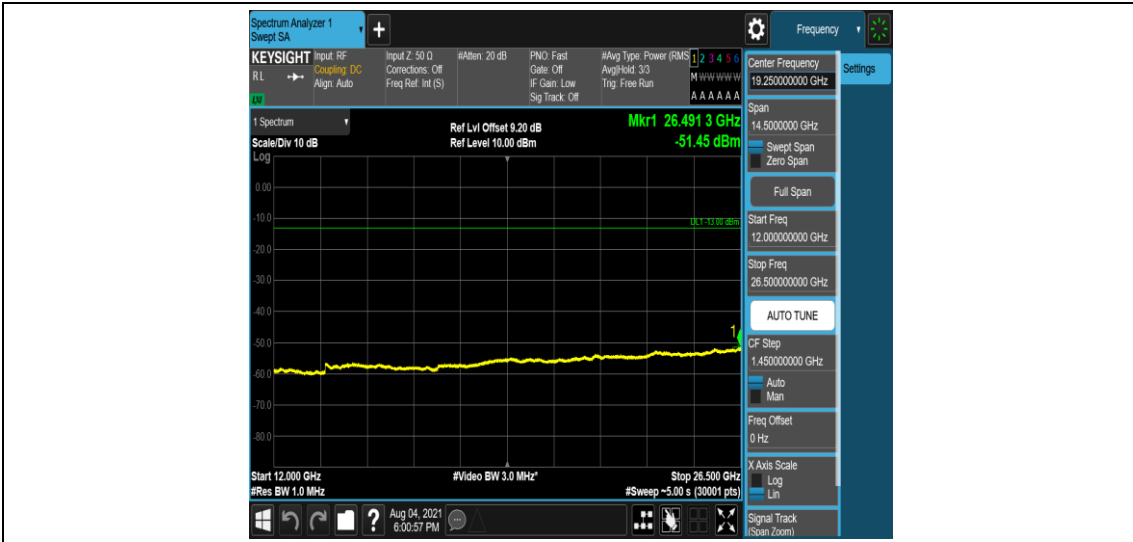 Spectrum Analyzer 1
Swept SA
+
Frequency
KEYSIGHT
RL
LXI
Input: RF
Coupling: DC
Align: Auto
Input Z: 50 Ω
Corrections: Off
Freq Ref: Int (S)
#Atten: 20 dB
PNO: Fast
Gate: Off
IF Gain: Low
Sig Track: Off
#Avg Type: Power (RMS
Avg|Hold: 3/3
Trig: Free Run
1 2 3 4 5 6
M W W W W W
A A A A A A
1 Spectrum
Scale/Div 10 dB
Log
Ref Lvl Offset 9.20 dB
Ref Level 10.00 dBm
Mkr1 26.491 3 GHz
-51.45 dBm
0.00
-10.0
DL1 -13.00 dBm
-20.0
-30.0
-40.0
1
-50.0
-60.0
-70.0
-80.0
Start 12.000 GHz
#Res BW 1.0 MHz
#Video BW 3.0 MHz*
Stop 26.500 GHz
#Sweep ~5.00 s (30001 pts)
?
Aug 04, 2021
6:00:57 PM
Center Frequency
19.250000000 GHz
Settings
Span
14.5000000 GHz
Swept Span
Zero Span
Full Span
Start Freq
12.000000000 GHz
Stop Freq
26.500000000 GHz
AUTO TUNE
CF Step
1.450000000 GHz
Auto
Man
Freq Offset
0 Hz
X Axis Scale
Log
Lin
Signal Track
(Span Zoom)